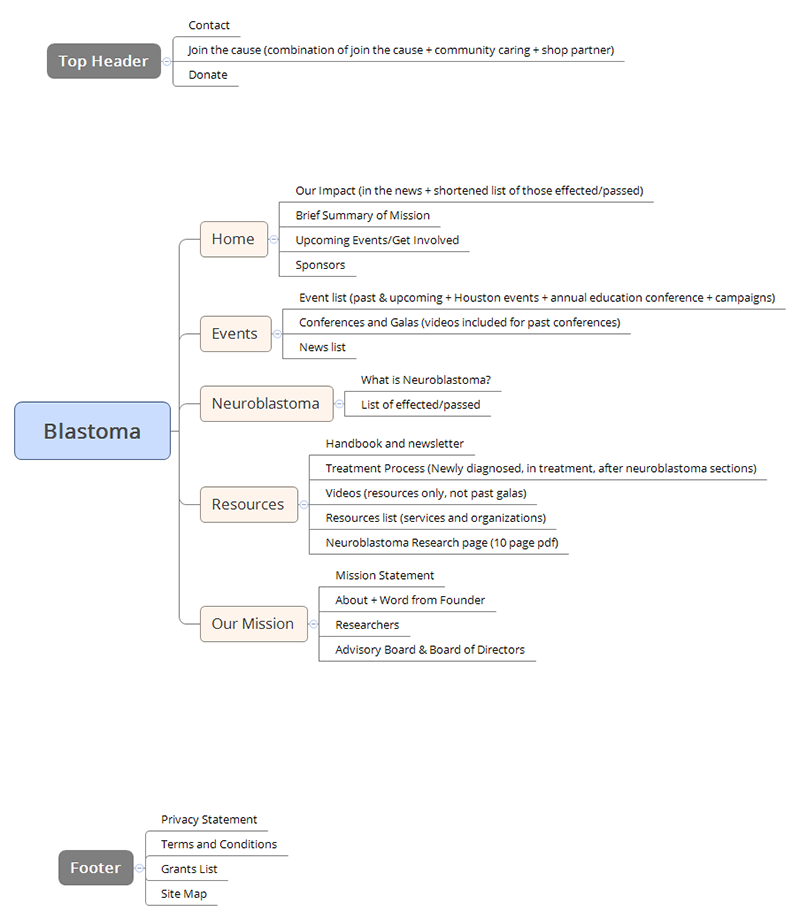 Contact
Top Header
Join the cause (combination of join the cause + community caring + shop partner)
Donate
Our Impact (in the news + shortened list of those effected/passed)
Home
Brief Summary of Mission
Upcoming Events/Get Involved
Sponsors
Event list (past & upcoming + Houston events + annual education conference + campaigns)
Events
Conferences and Galas (videos included for past conferences)
News list
What is Neuroblastoma?
Neuroblastoma
List of effected/passed
Blastoma
Handbook and newsletter
Treatment Process (Newly diagnosed, in treatment, after neuroblastoma sections)
Resources
Videos (resources only, not past galas)
Resources list (services and organizations)
Neuroblastoma Research page (10 page pdf)
Mission Statement
About + Word from Founder
Our Mission
Researchers
Advisory Board & Board of Directors
Privacy Statement
Terms and Conditions
Footer
Grants List
Site Map